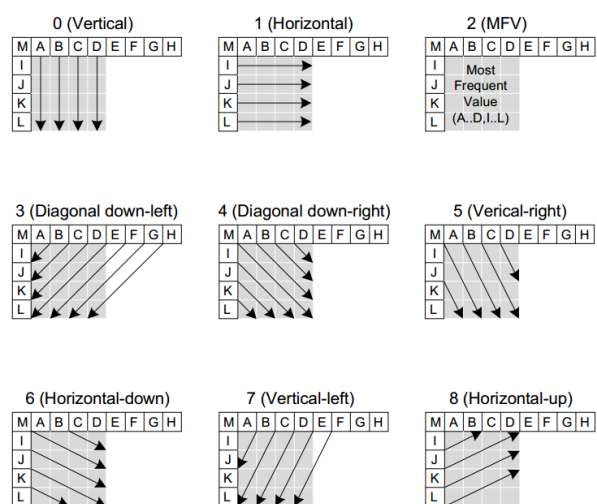 0 (Vertical)
M A B C D E F G H
I
J
K
L
1 (Horizontal)
M A B C D E F G H
I
J
K
L
2 (MFV)
M A B C D E F G H
I
J
K
L
Most
Frequent
Value
(A..D,I..L)
3 (Diagonal down-left)
M A B C D E F G H
I
J
K
L
4 (Diagonal down-right)
M A B C D E F G H
I
J
K
L
5 (Verical-right)
M A B C D E F G H
I
J
K
L
6 (Horizontal-down)
M A B C D E F G H
I
J
K
L
7 (Vertical-left)
M A B C D E F G H
I
J
K
L
8 (Horizontal-up)
M A B C D E F G H
I
J
K
L